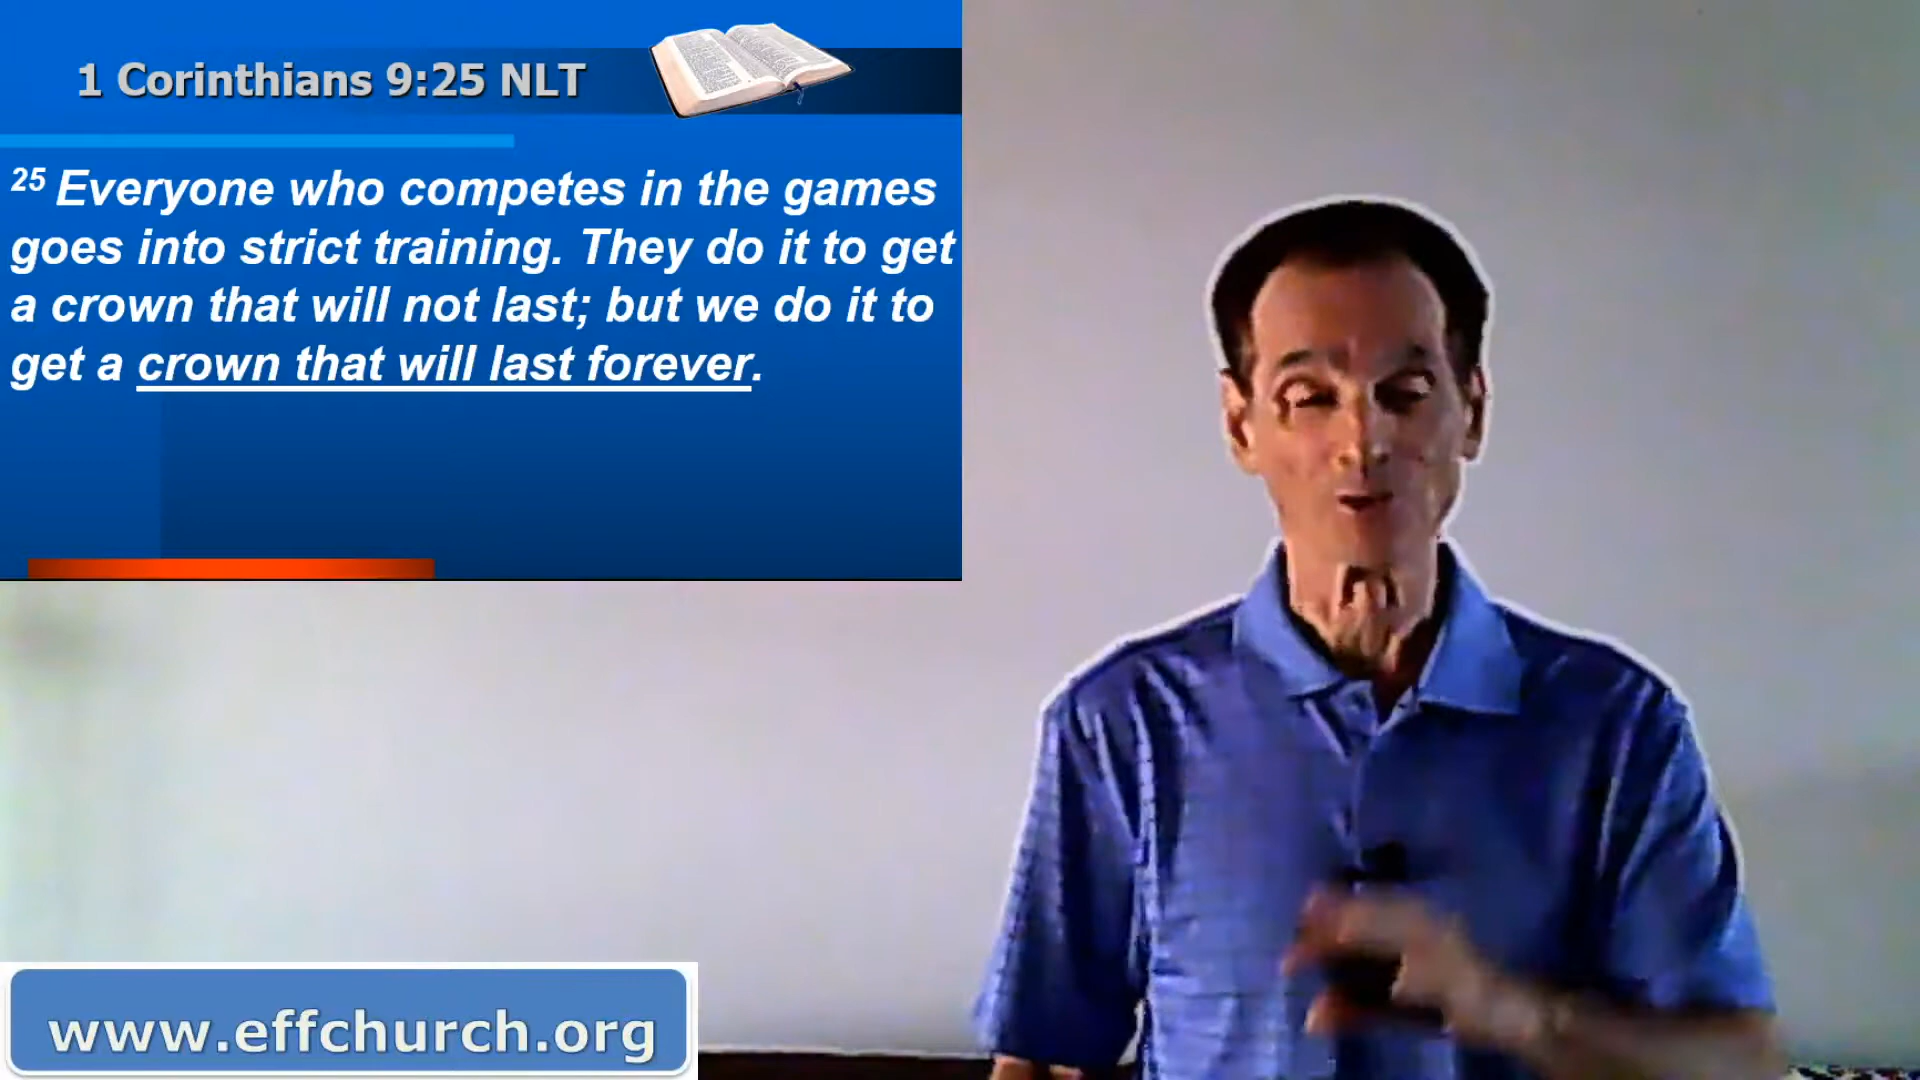 1 Corinthians 9:25 NLT
25 Everyone who competes in the games
goes into strict training. They do it to get
a crown that will not last; but we do it to
get a crown that will last forever.
www.effchurch.org